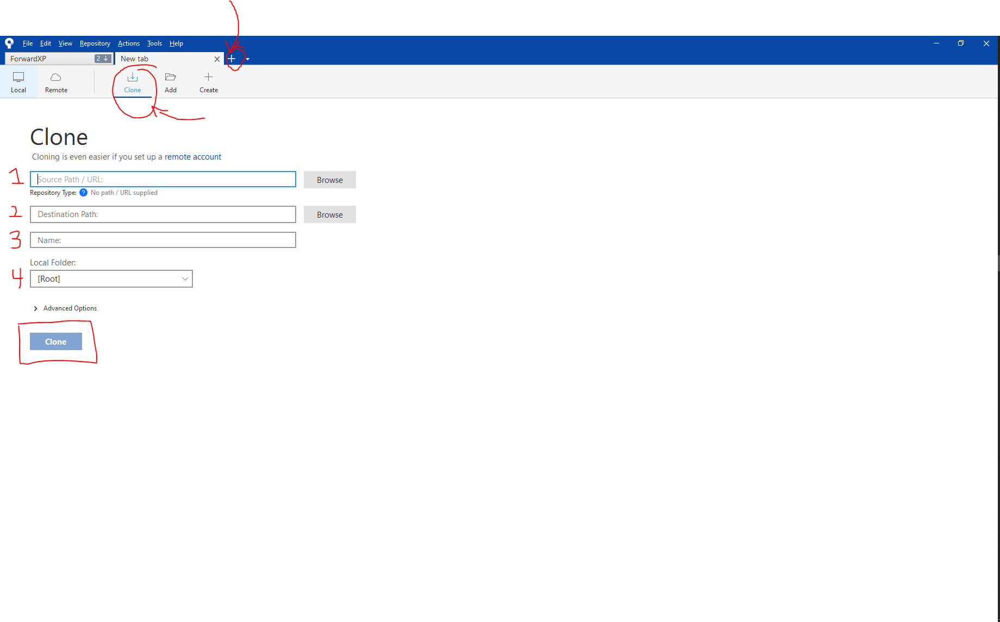 File Edit View Repository Actions Tools Help
ForwardXP 2 New tab
Local Remote Clone Add Create
Clone
Cloning is even easier if you set up a remote account
1 Source Path / URL: Browse
Repository Type: ? No path / URL supplied
2 Destination Path: Browse
3 Name:
Local Folder:
4 [Root]
Advanced Options
Clone